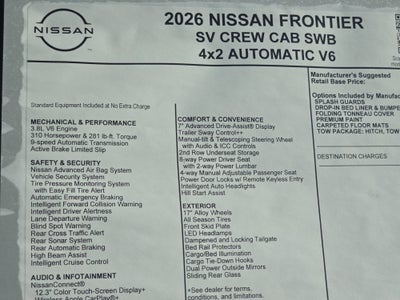 NISSAN
2026 NISSAN FRONTIER
SV CREW CAB SWB
4x2 AUTOMATIC V6
Manufacturer's Suggested
Retail Base Price:
Options Included by Manufac
SPLASH GUARDS
DROP-IN BED LINER & BUMPE
FOLDING TONNEAU COVER
PREMIUM PAINT
CARPETED FLOOR MATS
TOW PACKAGE: HITCH, TOW
DESTINATION CHARGES
Standard Equipment Included at No Extra Charge
MECHANICAL & PERFORMANCE
3.8L V6 Engine
310 Horsepower & 281 lb-ft. Torque
9-speed Automatic Transmission
Active Brake Limited Slip
SAFETY & SECURITY
Nissan Advanced Air Bag System
Vehicle Security System
Tire Pressure Monitoring System
with Easy Fill Tire Alert
Automatic Emergency Braking
Intelligent Forward Collision Warning
Intelligent Driver Alertness
Lane Departure Warning
Blind Spot Warning
Rear Cross Traffic Alert
Rear Sonar System
Rear Automatic Braking
High Beam Assist
Intelligent Cruise Control
AUDIO & INFOTAINMENT
NissanConnect®
12.3" Color Touch-Screen Display+
Wireless Apple CarPlay®+
COMFORT & CONVENIENCE
7" Advanced Drive-Assist® Display
Trailer Sway Control++
Manual-tilt & Telescoping Steering Wheel
with Audio & ICC Controls
2nd Row Underseat Storage
8-way Power Driver Seat
with 2-way Power Lumbar
4-way Manual Adjustable Passenger Seat
Power Door Locks w/ Remote Keyless Entry
Intelligent Auto Headlights
Hill Start Assist
EXTERIOR
17" Alloy Wheels
All Season Tires
Front Skid Plate
LED Headlamps
Dampened and Locking Tailgate
Bed Rail Protectors
Cargo/Bed Illumination
Cargo Tie-Down Hooks
Dual Power Outside Mirrors
Sliding Rear Glass
+See dealer for terms,
conditions, and limitations.